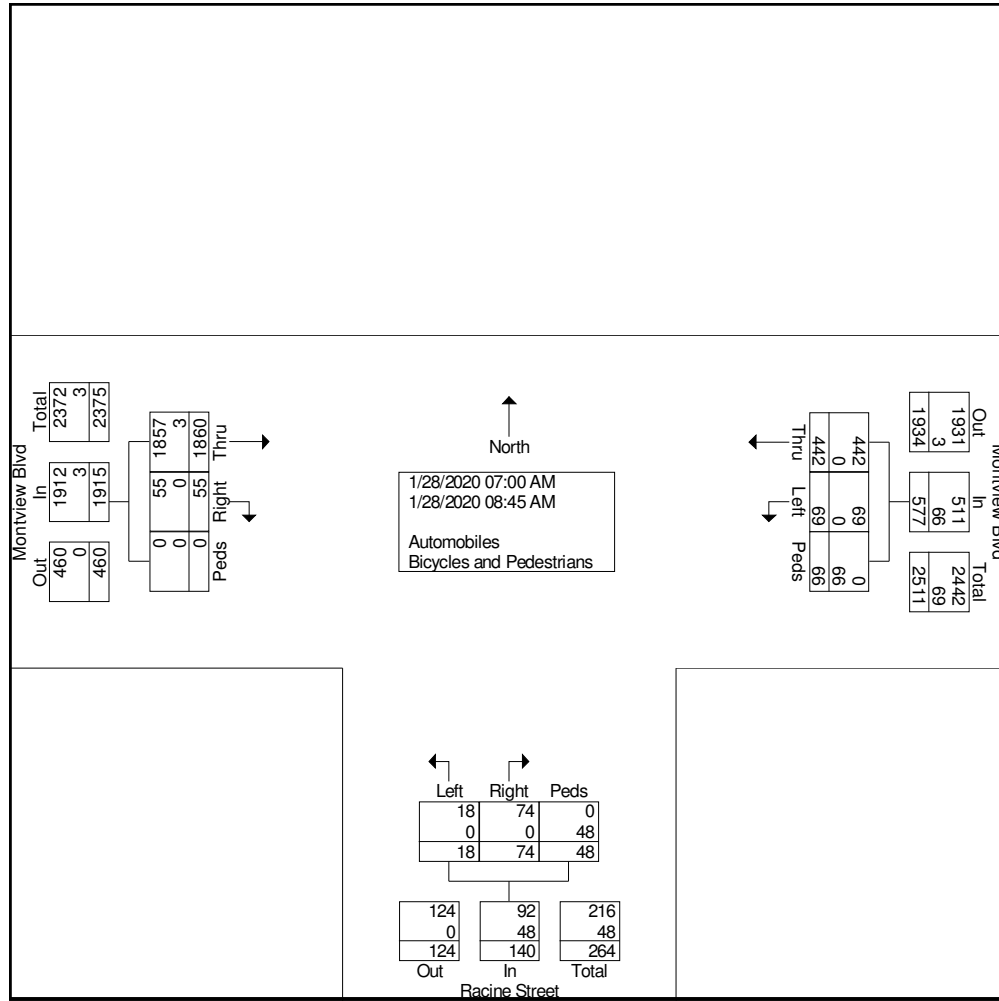 Montview Blvd
Total In Out
2372 1912 460
3 3 0
2375 1915 460
Thru Right Peds
1857 55 0
3 0 0
1860 55 0
North
1/28/2020 07:00 AM
1/28/2020 08:45 AM
Automobiles
Bicycles and Pedestrians
Thru Left Peds
442 69 0
0 0 66
442 69 66
Out In Total
1931 511 2442
3 66 69
1934 577 2511
Montview Blvd
Left Right Peds
18 74 0
0 0 48
18 74 48
124 92 216
0 48 48
124 140 264
Out In Total
Racine Street